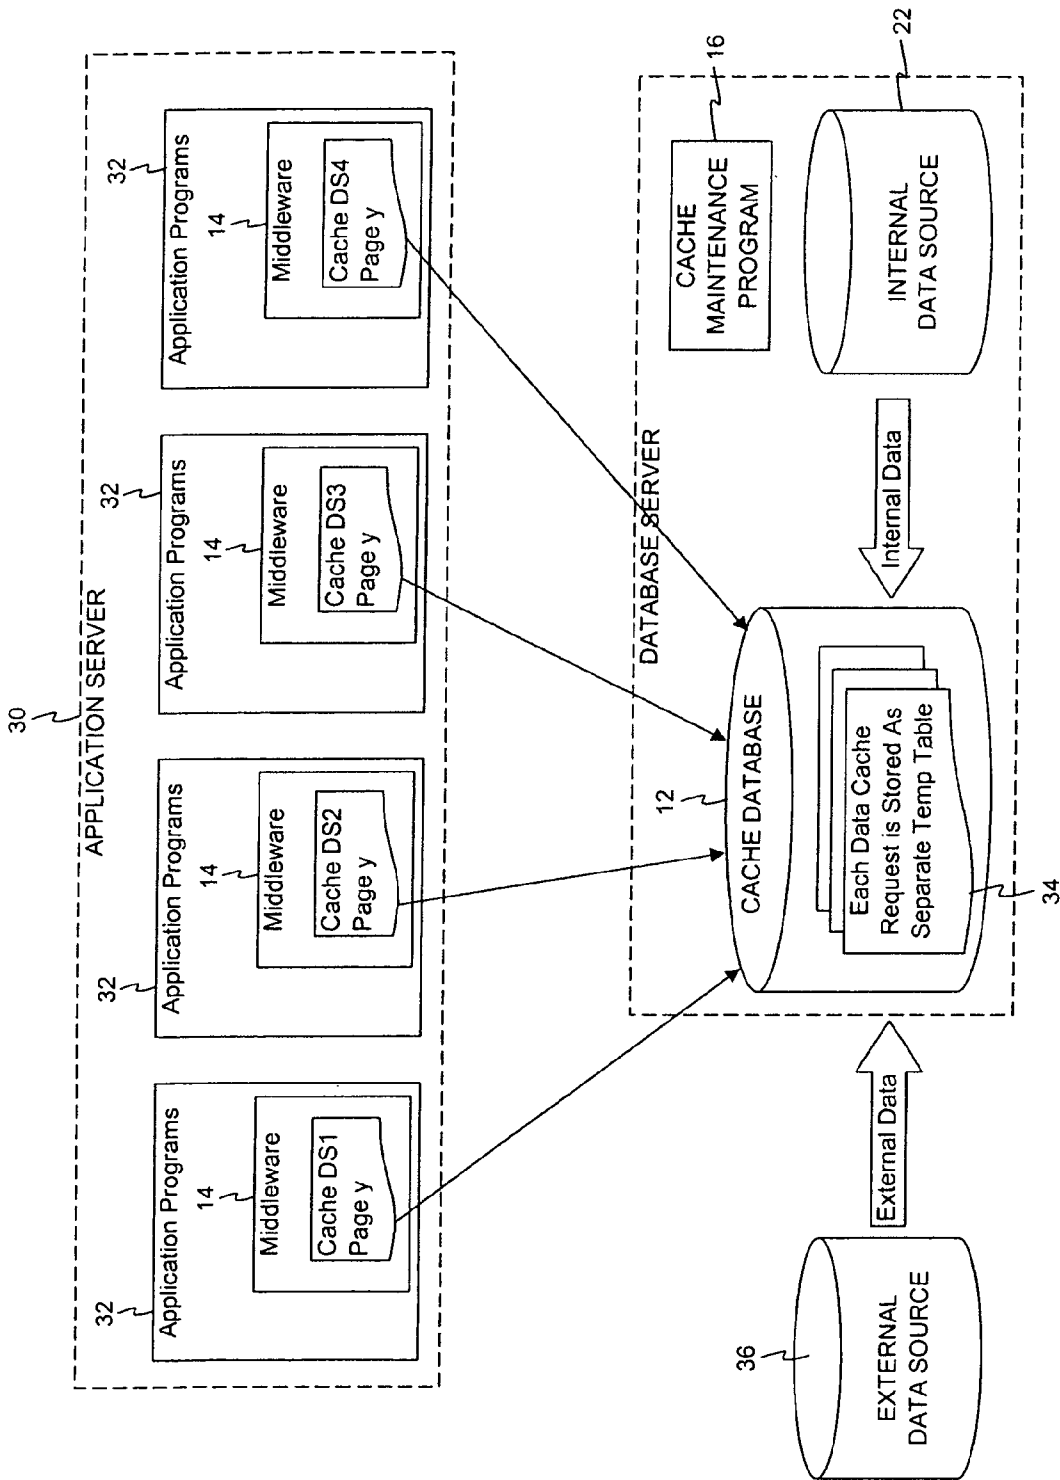 30
APPLICATION SERVER
32
Application Programs
14
Middleware
Cache DS1
Page y
32
Application Programs
14
Middleware
Cache DS2
Page y
32
Application Programs
14
Middleware
Cache DS3
Page y
32
Application Programs
14
Middleware
Cache DS4
Page y
DATABASE SERVER
12
CACHE DATABASE
Each Data Cache
Request is Stored As
Separate Temp Table
34
16
CACHE
MAINTENANCE
PROGRAM
22
INTERNAL
DATA SOURCE
Internal Data
External Data
36
EXTERNAL
DATA SOURCE